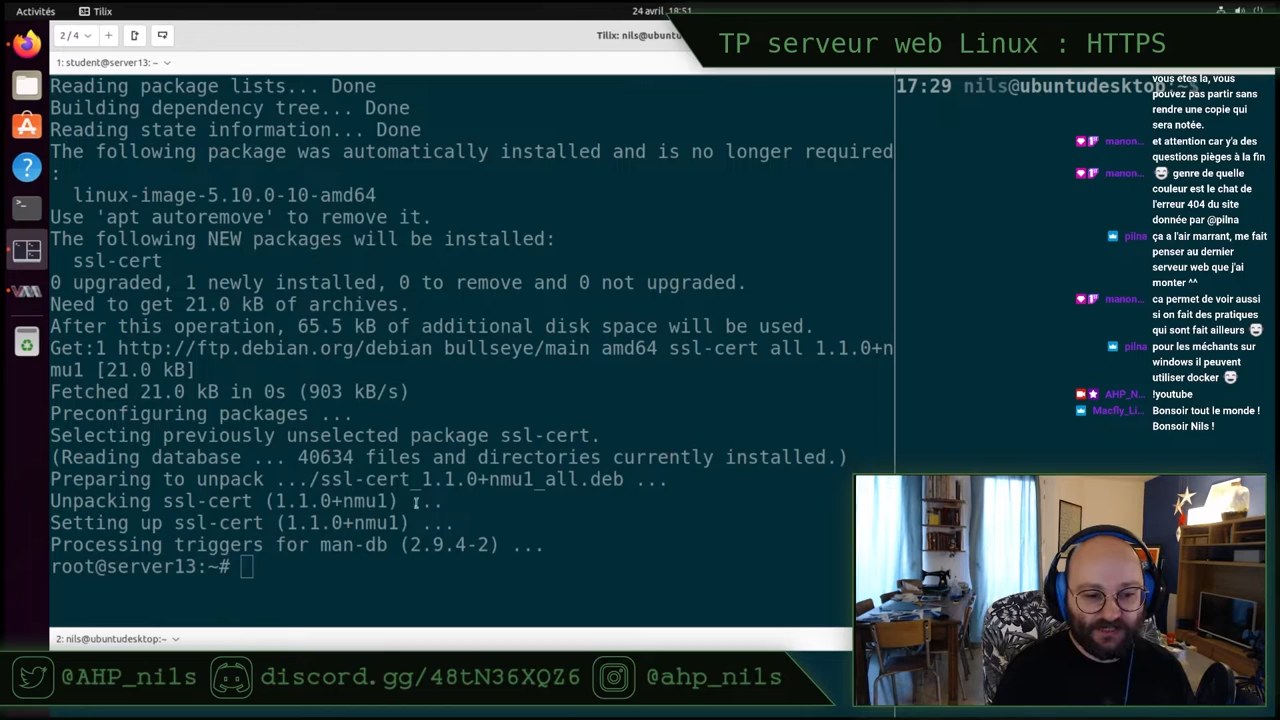 Activités
Tilix
24 avril 18:51
2/4
Tilix: nils@ubuntu
TP serveur web Linux : HTTPS
1: student@server13: ~
Reading package lists... Done
Building dependency tree... Done
Reading state information... Done
The following package was automatically installed and is no longer required
:
linux-image-5.10.0-10-amd64
Use 'apt autoremove' to remove it.
The following NEW packages will be installed:
ssl-cert
0 upgraded, 1 newly installed, 0 to remove and 0 not upgraded.
Need to get 21.0 kB of archives.
After this operation, 65.5 kB of additional disk space will be used.
Get:1 http://ftp.debian.org/debian bullseye/main amd64 ssl-cert all 1.1.0+n
mu1 [21.0 kB]
Fetched 21.0 kB in 0s (903 kB/s)
Preconfiguring packages ...
Selecting previously unselected package ssl-cert.
(Reading database ... 40634 files and directories currently installed.)
Preparing to unpack .../ssl-cert_1.1.0+nmu1_all.deb ...
Unpacking ssl-cert (1.1.0+nmu1) ...
Setting up ssl-cert (1.1.0+nmu1) ...
Processing triggers for man-db (2.9.4-2) ...
root@server13:~#
17:29 nils@ubuntudesktop:~$
vous etes là, vous
pouvez pas partir sans
rendre une copie qui
sera notée.
manon... et attention car y'a des
questions pièges à la fin
manon... genre de quelle
couleur est le chat de
l'erreur 404 du site
donnée par @pilna
pilna ça a l'air marrant, me fait
penser au dernier
serveur web que j'ai
monter ^^
manon... ca permet de voir aussi
si on fait des pratiques
qui sont fait ailleurs
pilna pour les méchants sur
windows il peuvent
utiliser docker
AHP_N... !youtube
Macfly_Li... Bonsoir tout le monde !
Bonsoir Nils !
2: nils@ubuntudesktop:~
@AHP_nils
discord.gg/48tN36XQZ6
@ahp_nils